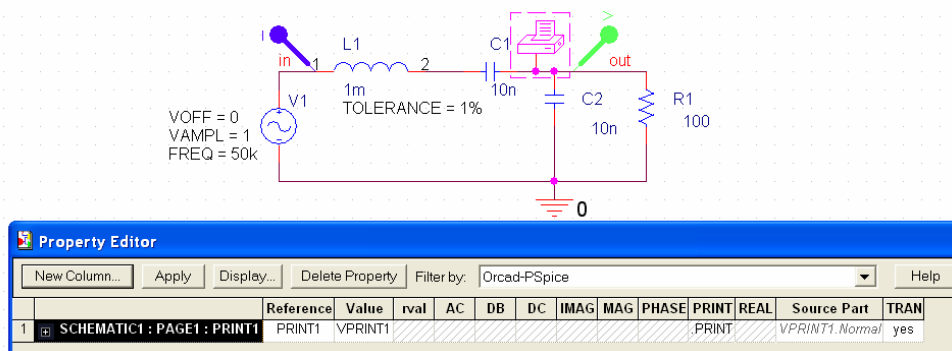 I
V
L1
C1
in
1
2
out
1m
10n
TOLERANCE = 1%
V1
C2
R1
VOFF = 0
VAMPL = 1
FREQ = 50k
10n
100
0
Property Editor
New Column... Apply Display... Delete Property Filter by: Orcad-PSpice Help
Reference Value rval AC DB DC IMAG MAG PHASE PRINT REAL Source Part TRAN
1 SCHEMATIC1 : PAGE1 : PRINT1 PRINT1 VPRINT1 .PRINT VPRINT1.Normal yes